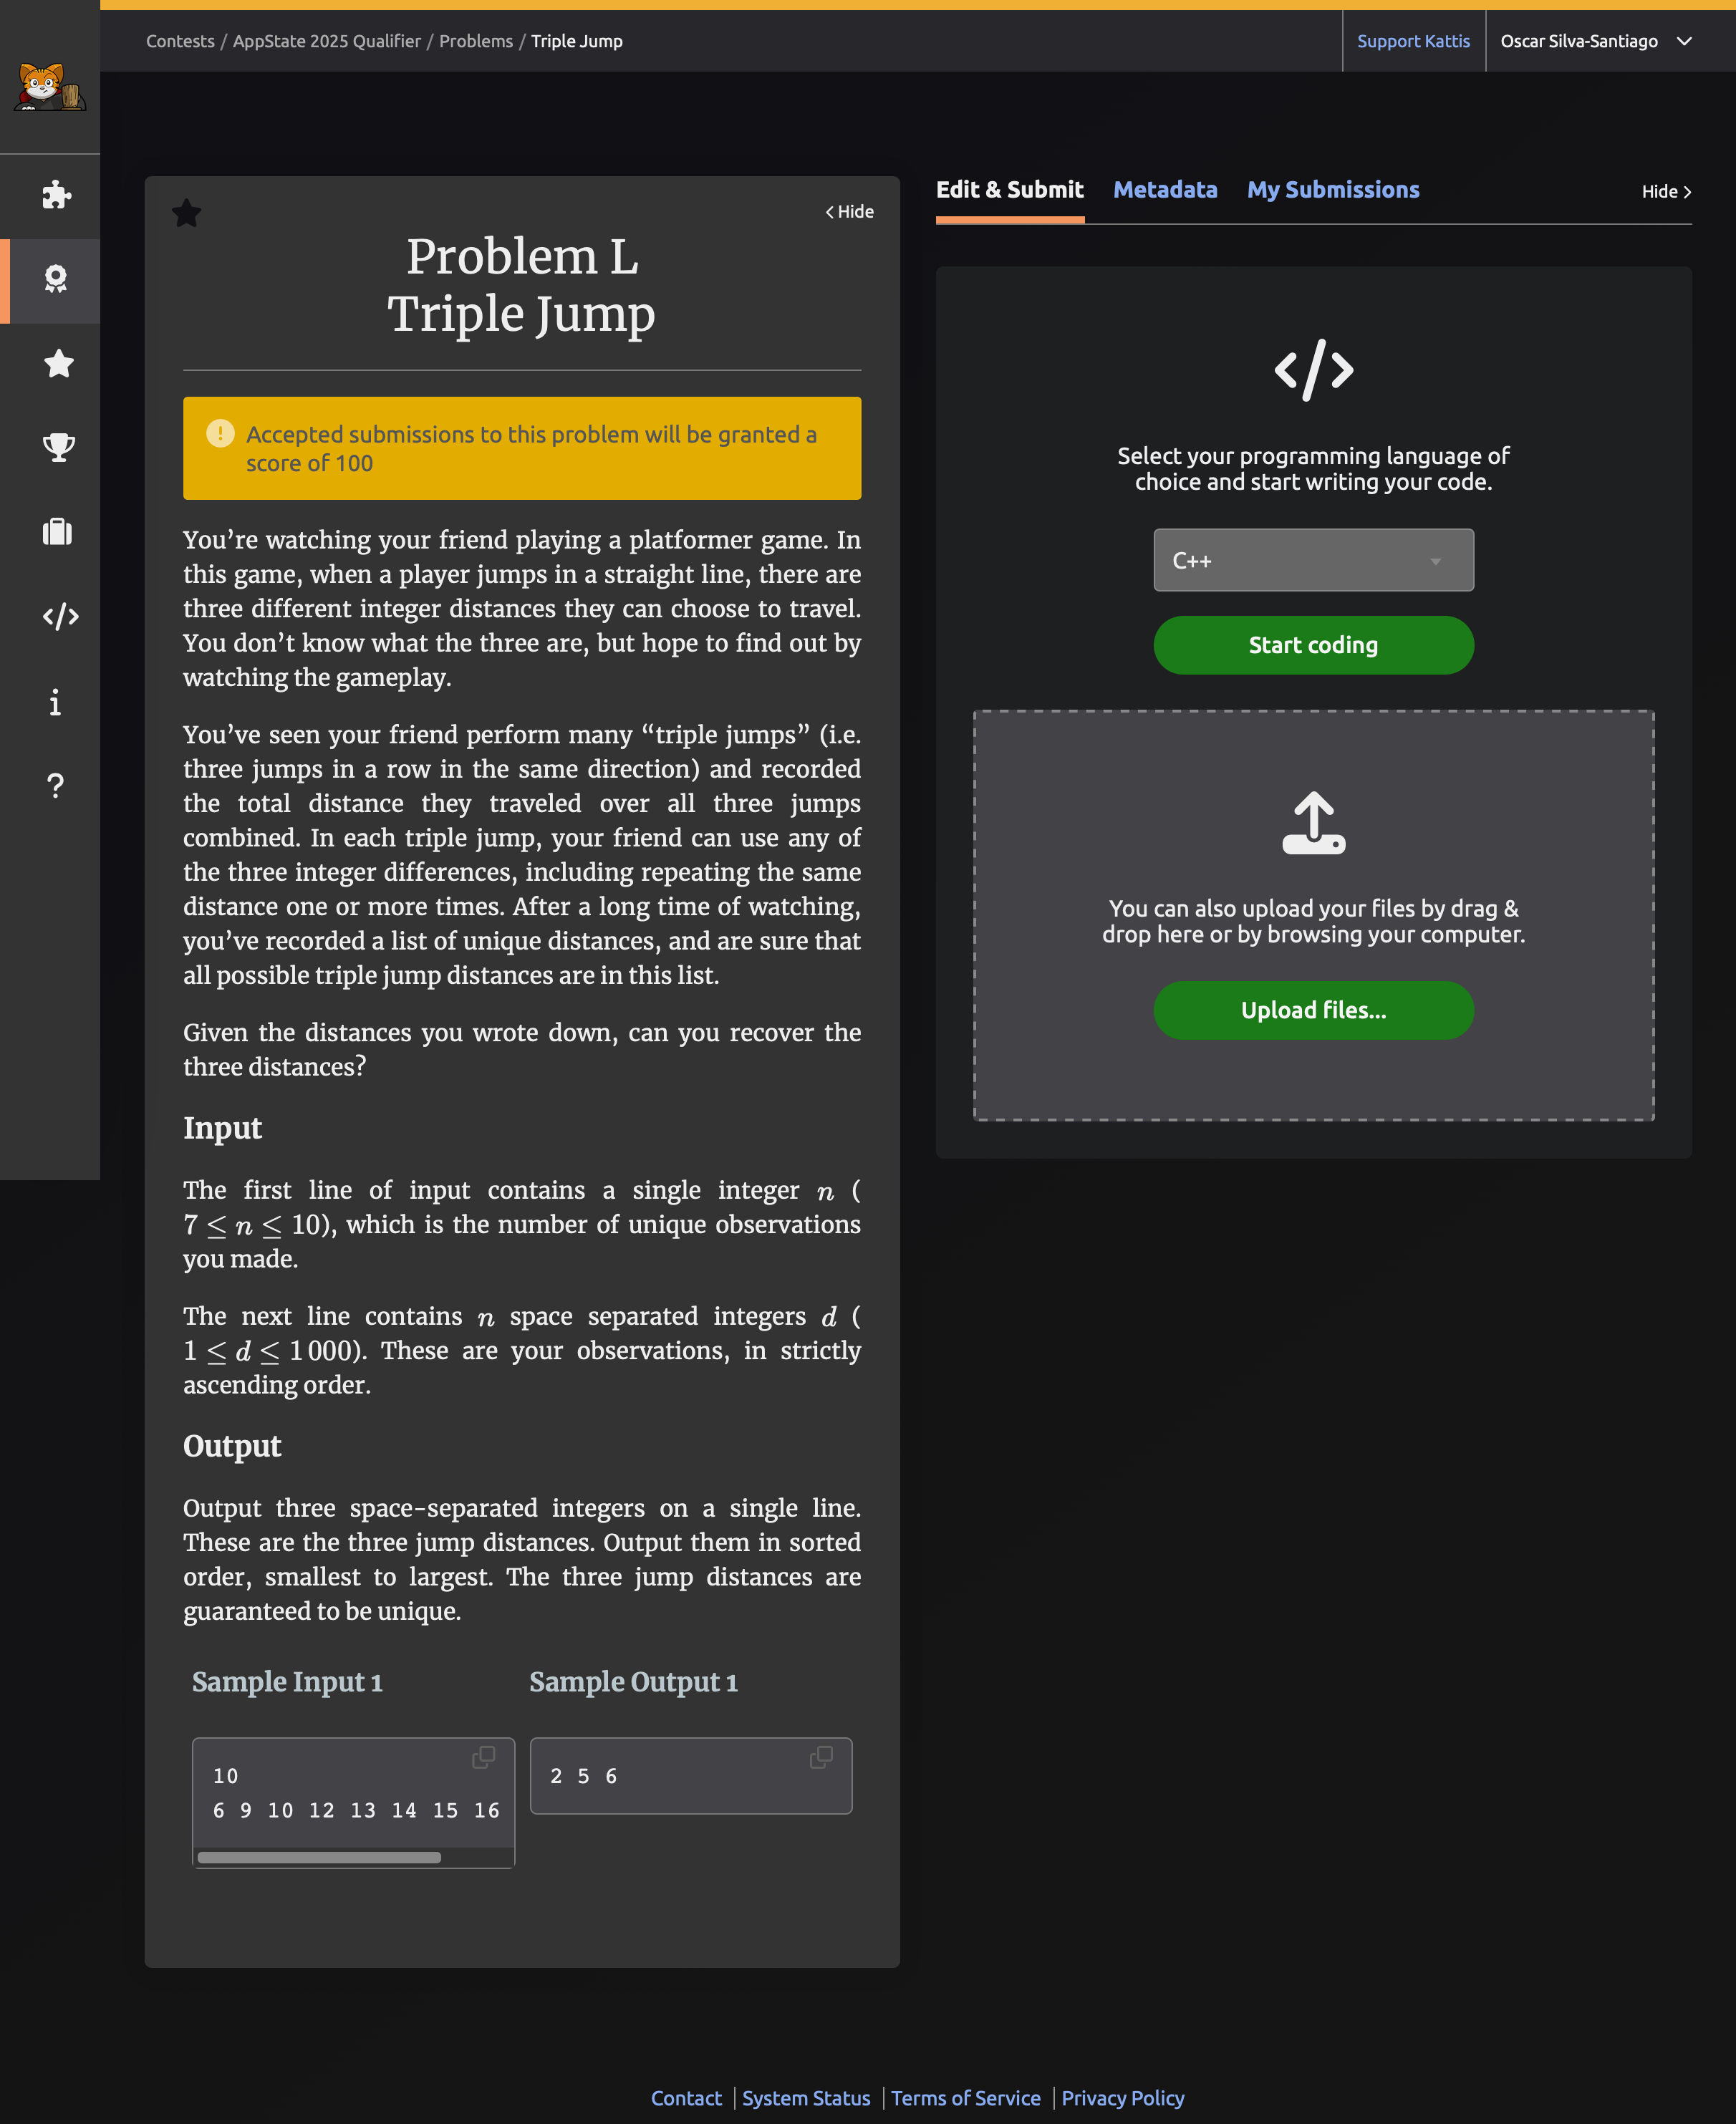 Contests / AppState 2025 Qualifier / Problems / Triple Jump
Support Kattis
Oscar Silva-Santiago
Hide
Problem L
Triple Jump
Accepted submissions to this problem will be granted a
score of 100
You’re watching your friend playing a platformer game. In
this game, when a player jumps in a straight line, there are
three different integer distances they can choose to travel.
You don’t know what the three are, but hope to find out by
watching the gameplay.
You’ve seen your friend perform many “triple jumps” (i.e.
three jumps in a row in the same direction) and recorded
the total distance they traveled over all three jumps
combined. In each triple jump, your friend can use any of
the three integer differences, including repeating the same
distance one or more times. After a long time of watching,
you’ve recorded a list of unique distances, and are sure that
all possible triple jump distances are in this list.
Given the distances you wrote down, can you recover the
three distances?
Input
The first line of input contains a single integer n (
7 ≤ n ≤ 10), which is the number of unique observations
you made.
The next line contains n space separated integers d (
1 ≤ d ≤ 1 000). These are your observations, in strictly
ascending order.
Output
Output three space-separated integers on a single line.
These are the three jump distances. Output them in sorted
order, smallest to largest. The three jump distances are
guaranteed to be unique.
Sample Input 1
10
6 9 10 12 13 14 15 16
Sample Output 1
2 5 6
Edit & Submit
Metadata
My Submissions
Hide
Select your programming language of
choice and start writing your code.
C++
Start coding
You can also upload your files by drag &
drop here or by browsing your computer.
Upload files...
Contact | System Status | Terms of Service | Privacy Policy